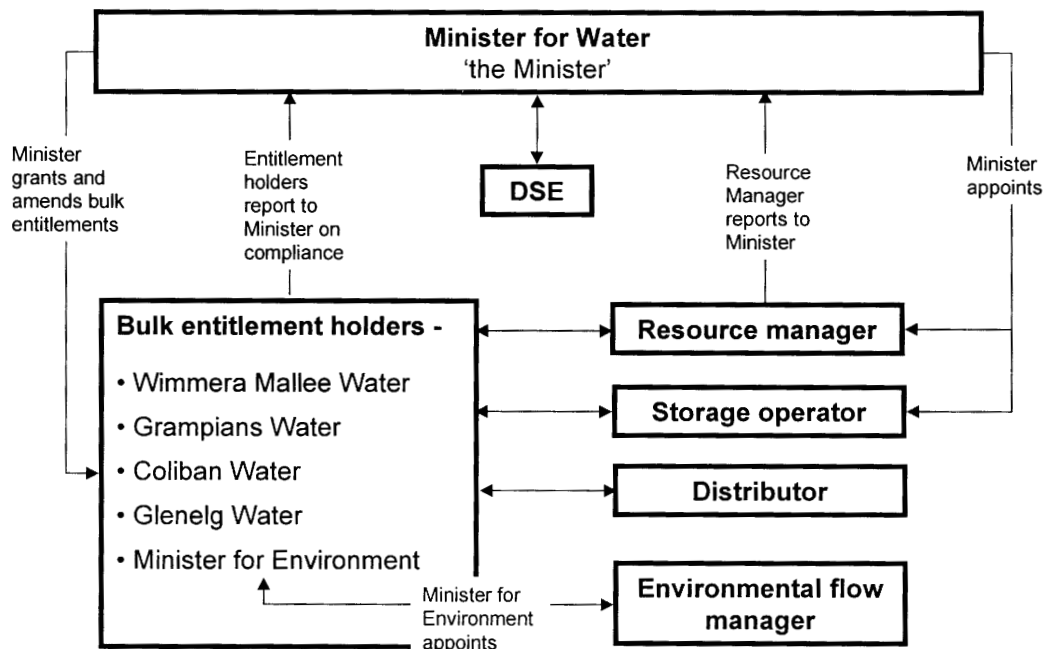 Minister for Water
‘the Minister’
Minister
grants and
amends bulk
entitlements
Entitlement
holders
report to
Minister on
compliance
DSE
Resource
Manager
reports to
Minister
Minister
appoints
Bulk entitlement holders -
• Wimmera Mallee Water
• Grampians Water
• Coliban Water
• Glenelg Water
• Minister for Environment
Resource manager
Storage operator
Distributor
Minister for
Environment
appoints
Environmental flow
manager